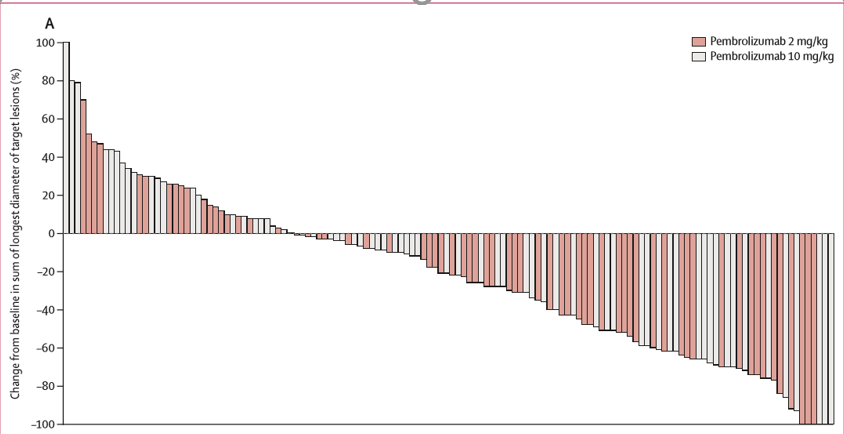 A
Pembrolizumab 2 mg/kg
Pembrolizumab 10 mg/kg
Change from baseline in sum of longest diameter of target lesions (%)
100
80
60
40
20
0
–20
–40
–60
–80
–100